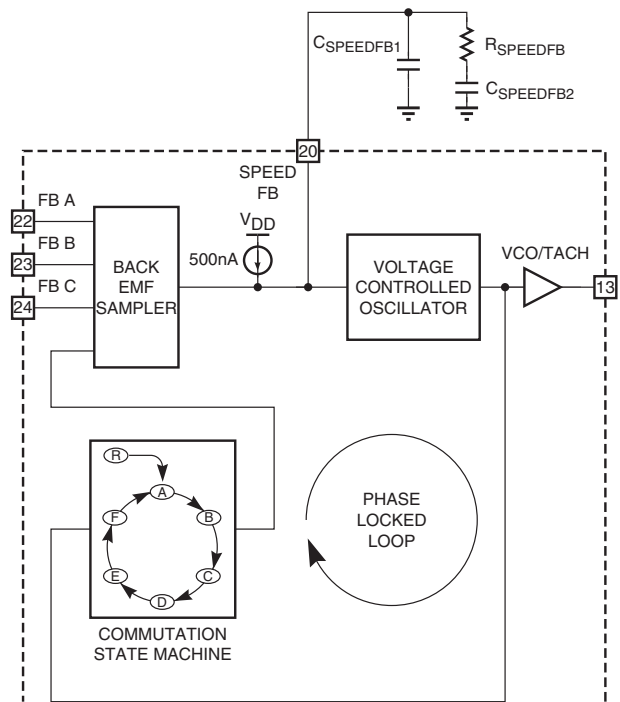 CSPEEDFB1
RSPEEDFB
CSPEEDFB2
20
SPEED
FB
FB A
22
FB B
23
FB C
24
BACK
EMF
SAMPLER
VDD
500nA
VOLTAGE
CONTROLLED
OSCILLATOR
VCO/TACH
13
R
A
B
C
D
E
F
COMMUTATION
STATE MACHINE
PHASE
LOCKED
LOOP